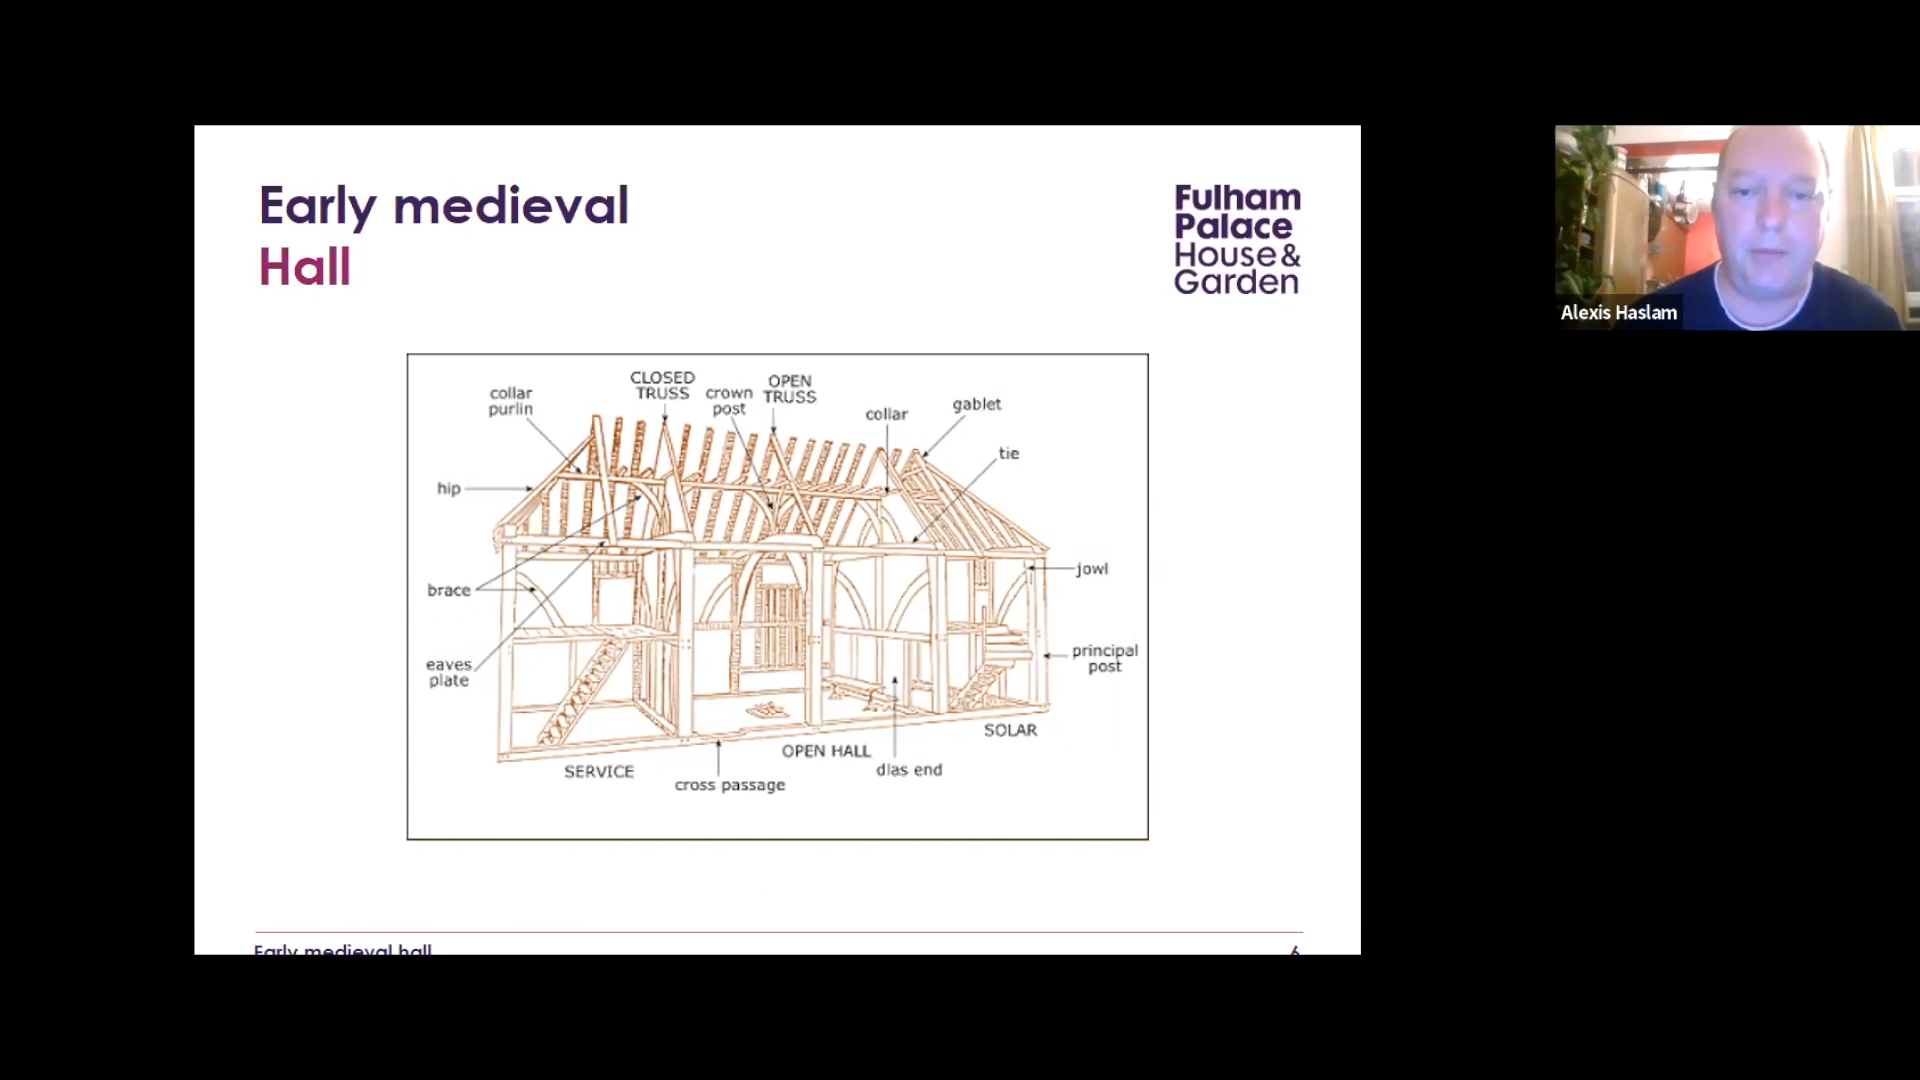 Early medieval
Hall
Fulham
Palace
House&
Garden
Alexis Haslam
CLOSED
TRUSS
OPEN
TRUSS
collar
purlin
crown
post
collar
gablet
tie
hip
brace
jowl
eaves
plate
principal
post
SOLAR
OPEN HALL
dias end
SERVICE
cross passage
Early medieval hall
6